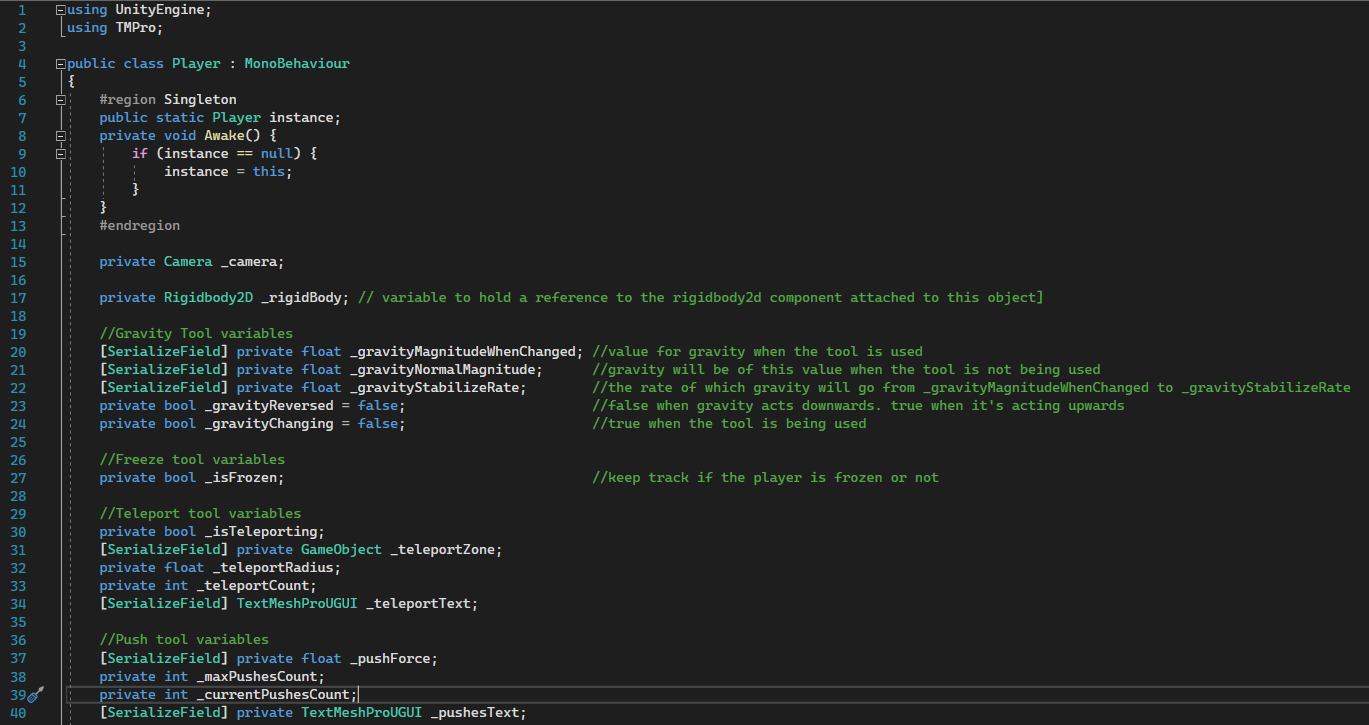 1 using UnityEngine;
2 using TMPro;
3
4 public class Player : MonoBehaviour
5 {
6 #region Singleton
7 public static Player instance;
8 private void Awake() {
9 if (instance == null) {
10 instance = this;
11 }
12 }
13 #endregion
14
15 private Camera _camera;
16
17 private Rigidbody2D _rigidBody; // variable to hold a reference to the rigidbody2d component attached to this object]
18
19 //Gravity Tool variables
20 [SerializeField] private float _gravityMagnitudeWhenChanged; //value for gravity when the tool is used
21 [SerializeField] private float _gravityNormalMagnitude; //gravity will be of this value when the tool is not being used
22 [SerializeField] private float _gravityStabilizeRate; //the rate of which gravity will go from _gravityMagnitudeWhenChanged to _gravityStabilizeRate
23 private bool _gravityReversed = false; //false when gravity acts downwards. true when it's acting upwards
24 private bool _gravityChanging = false; //true when the tool is being used
25
26 //Freeze tool variables
27 private bool _isFrozen; //keep track if the player is frozen or not
28
29 //Teleport tool variables
30 private bool _isTeleporting;
31 [SerializeField] private GameObject _teleportZone;
32 private float _teleportRadius;
33 private int _teleportCount;
34 [SerializeField] TextMeshProUGUI _teleportText;
35
36 //Push tool variables
37 [SerializeField] private float _pushForce;
38 private int _maxPushesCount;
39 private int _currentPushesCount;
40 [SerializeField] private TextMeshProUGUI _pushesText;